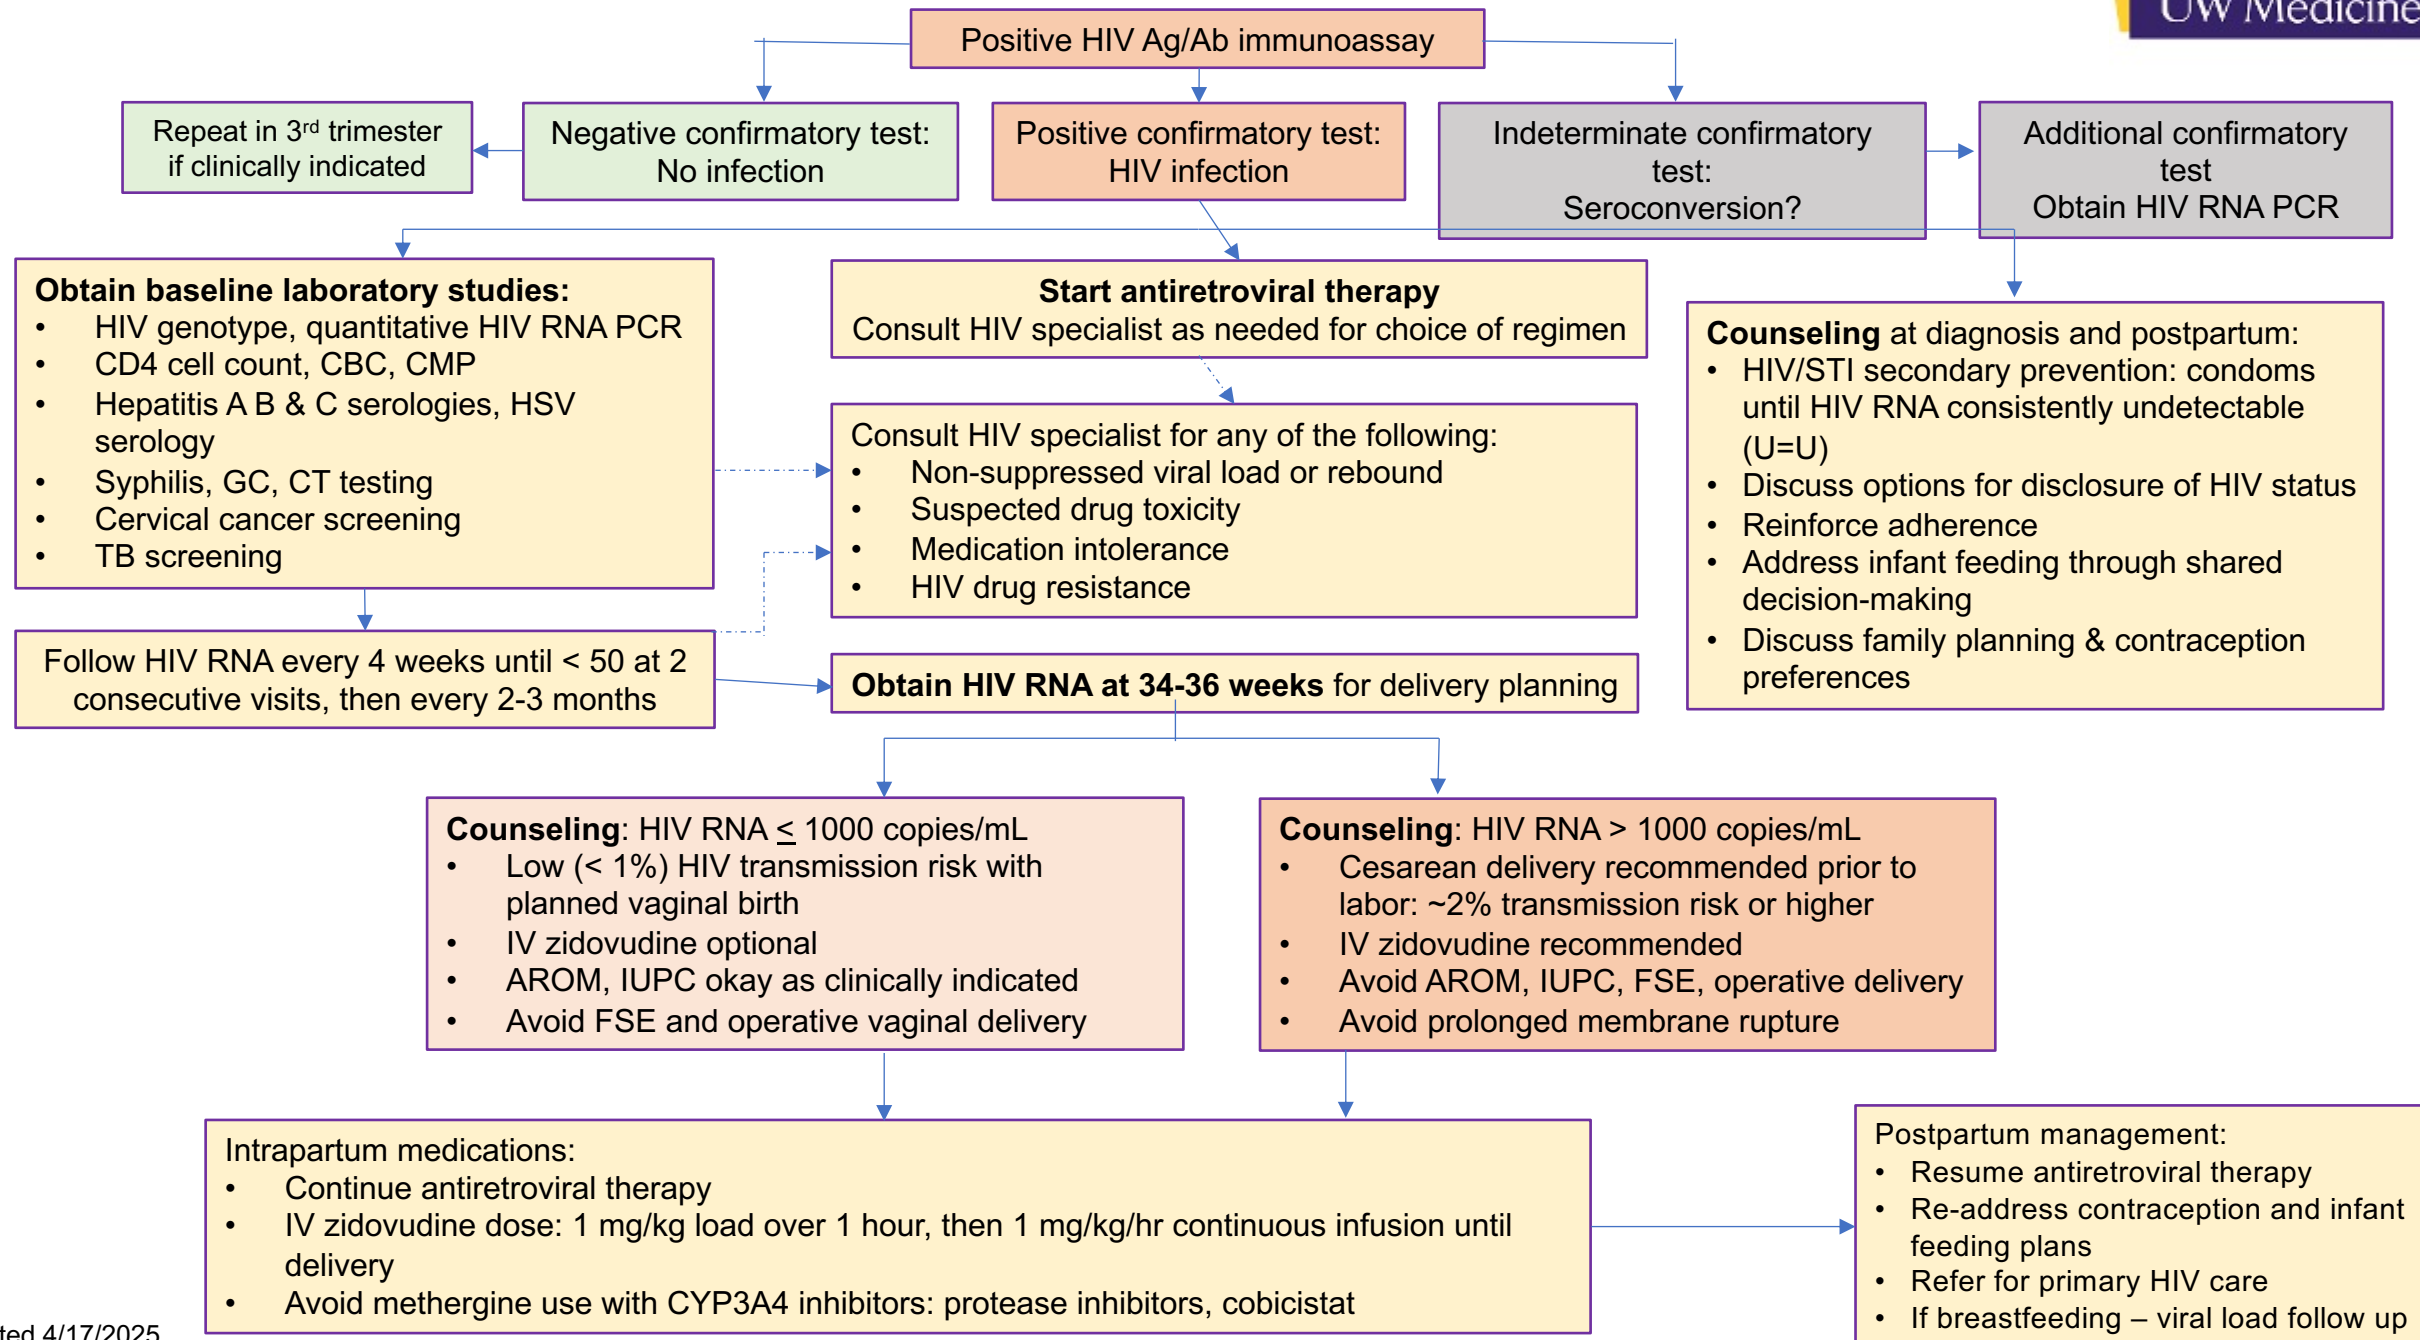 UW Medicine
Positive HIV Ag/Ab immunoassay
Repeat in 3rd trimester
if clinically indicated
Negative confirmatory test:
No infection
Positive confirmatory test:
HIV infection
Indeterminate confirmatory
test:
Seroconversion?
Additional confirmatory
test
Obtain HIV RNA PCR
Obtain baseline laboratory studies:
• HIV genotype, quantitative HIV RNA PCR
• CD4 cell count, CBC, CMP
• Hepatitis A B & C serologies, HSV
serology
• Syphilis, GC, CT testing
• Cervical cancer screening
• TB screening
Start antiretroviral therapy
Consult HIV specialist as needed for choice of regimen
Consult HIV specialist for any of the following:
• Non-suppressed viral load or rebound
• Suspected drug toxicity
• Medication intolerance
• HIV drug resistance
Counseling at diagnosis and postpartum:
• HIV/STI secondary prevention: condoms
until HIV RNA consistently undetectable
(U=U)
• Discuss options for disclosure of HIV status
• Reinforce adherence
• Address infant feeding through shared
decision-making
• Discuss family planning & contraception
preferences
Follow HIV RNA every 4 weeks until < 50 at 2
consecutive visits, then every 2-3 months
Obtain HIV RNA at 34-36 weeks for delivery planning
Counseling: HIV RNA ≤ 1000 copies/mL
• Low (< 1%) HIV transmission risk with
planned vaginal birth
• IV zidovudine optional
• AROM, IUPC okay as clinically indicated
• Avoid FSE and operative vaginal delivery
Counseling: HIV RNA > 1000 copies/mL
• Cesarean delivery recommended prior to
labor: ~2% transmission risk or higher
• IV zidovudine recommended
• Avoid AROM, IUPC, FSE, operative delivery
• Avoid prolonged membrane rupture
Intrapartum medications:
• Continue antiretroviral therapy
• IV zidovudine dose: 1 mg/kg load over 1 hour, then 1 mg/kg/hr continuous infusion until
delivery
• Avoid methergine use with CYP3A4 inhibitors: protease inhibitors, cobicistat
Postpartum management:
• Resume antiretroviral therapy
• Re-address contraception and infant
feeding plans
• Refer for primary HIV care
• If breastfeeding – viral load follow up
4/17/2025